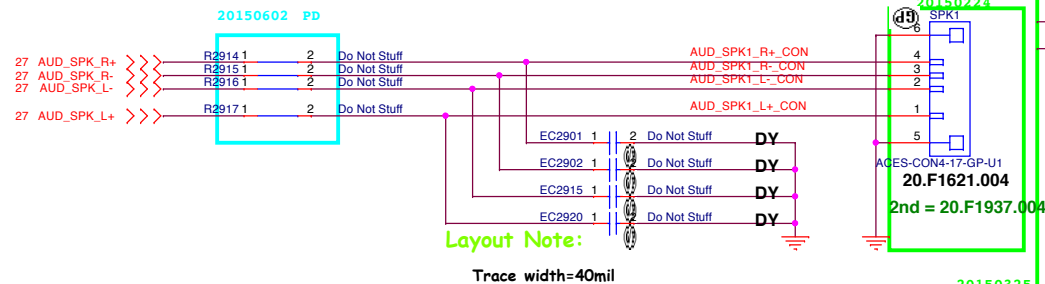 20150224
20150602 PD
GP
SPK1
6
27 AUD_SPK_R+ R2914 1 2 Do Not Stuff AUD_SPK1_R+_CON 4
27 AUD_SPK_R- R2915 1 2 Do Not Stuff AUD_SPK1_R-_CON 3
27 AUD_SPK_L- R2916 1 2 Do Not Stuff AUD_SPK1_L-_CON 2
27 AUD_SPK_L+ R2917 1 2 Do Not Stuff AUD_SPK1_L+_CON 1
EC2901 1 2 Do Not Stuff DY 5
EC2902 1 2 Do Not Stuff DY
ACES-CON4-17-GP-U1
20.F1621.004
EC2915 1 2 Do Not Stuff DY
2nd = 20.F1937.004
EC2920 1 2 Do Not Stuff DY
Layout Note:
Trace width=40mil
20150325